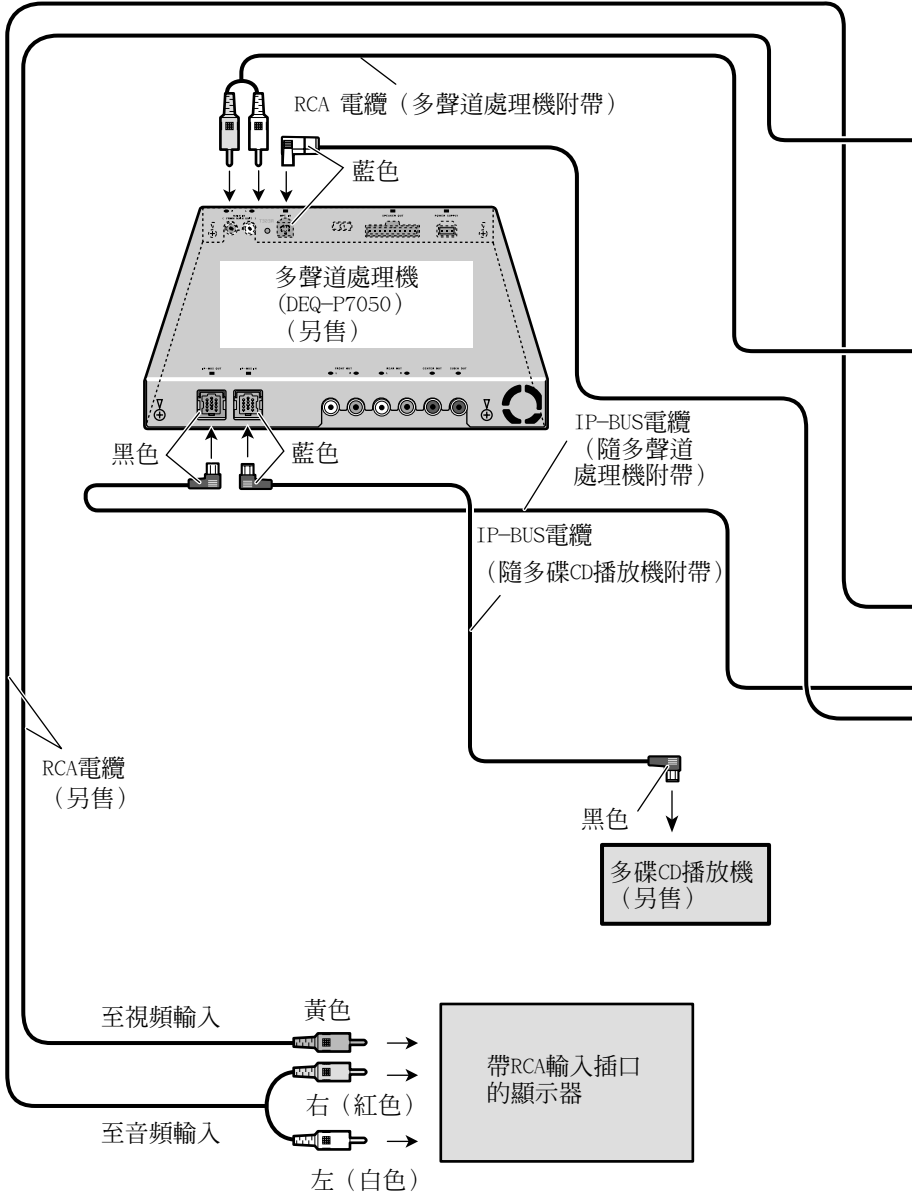 RCA 電纜（多聲道處理機附帶）
藍色
多聲道處理機
(DEQ-P7050）
（另售）
黑色
藍色
IP-BUS電纜
（隨多聲道
處理機附帶）
IP-BUS電纜
（隨多碟CD播放機附帶）
RCA電纜
（另售）
黑色
多碟CD播放機
（另售）
至視頻輸入
黃色
帶RCA輸入插口
的顯示器
右（紅色）
至音頻輸入
左（白色）